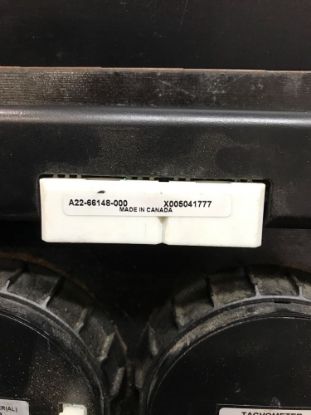 A22-66148-000 X005041777
MADE IN CANADA
TACHOMETER